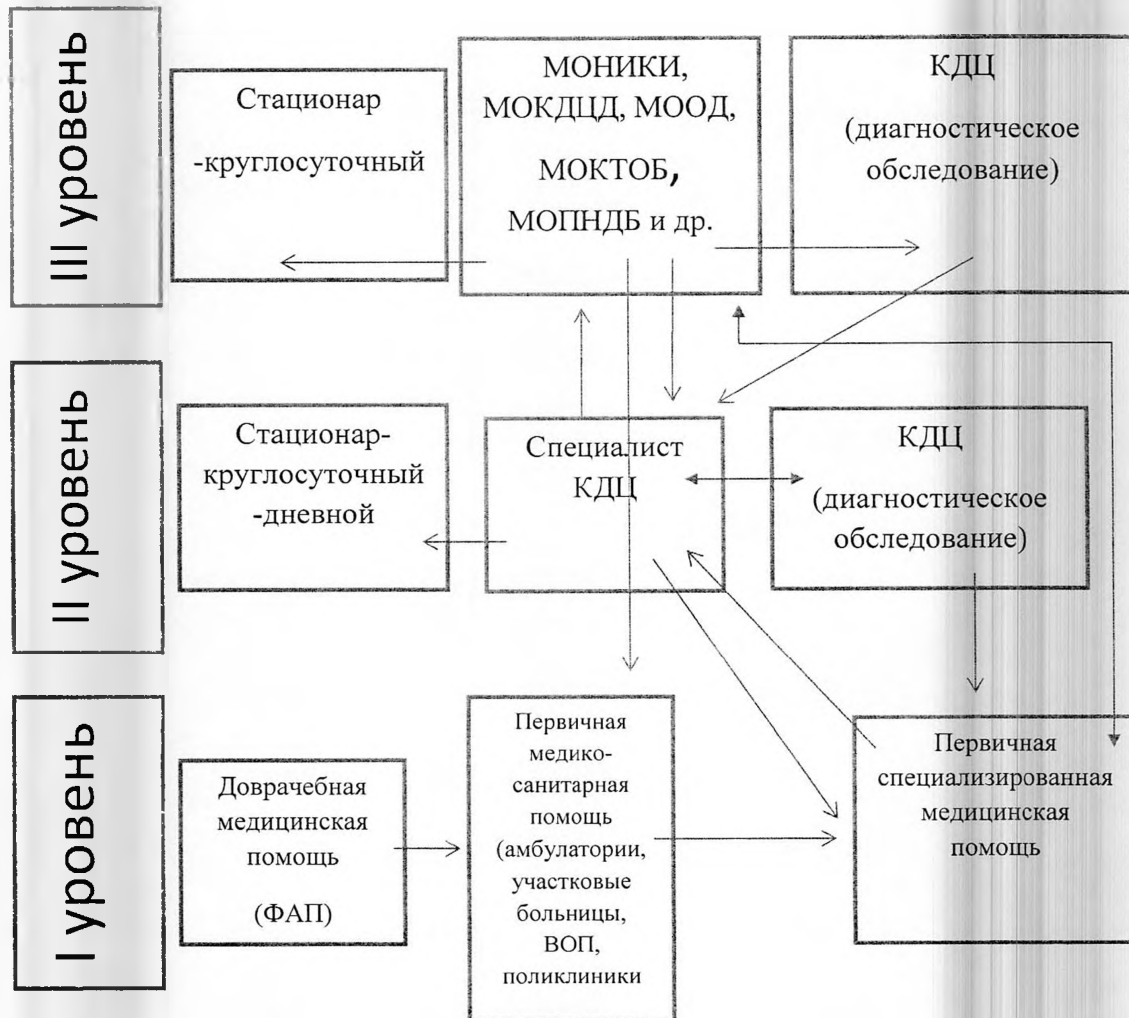 III уровень
Стационар
-круглосуточный
МОНИКИ,
МОКДЦД, МООД,
МОКТОБ,
МОПНДБ и др.
КДЦ
(диагностическое
обследование)
II уровень
Стационар-
круглосуточный
-дневной
Специалист
КДЦ
КДЦ
(диагностическое
обследование)
I уровень
Доврачебная
медицинская
помощь
(ФАП)
Первичная
медико-
санитарная
помощь
(амбулатории,
участковые
больницы,
ВОП,
поликлиники
Первичная
специализированная
медицинская
помощь